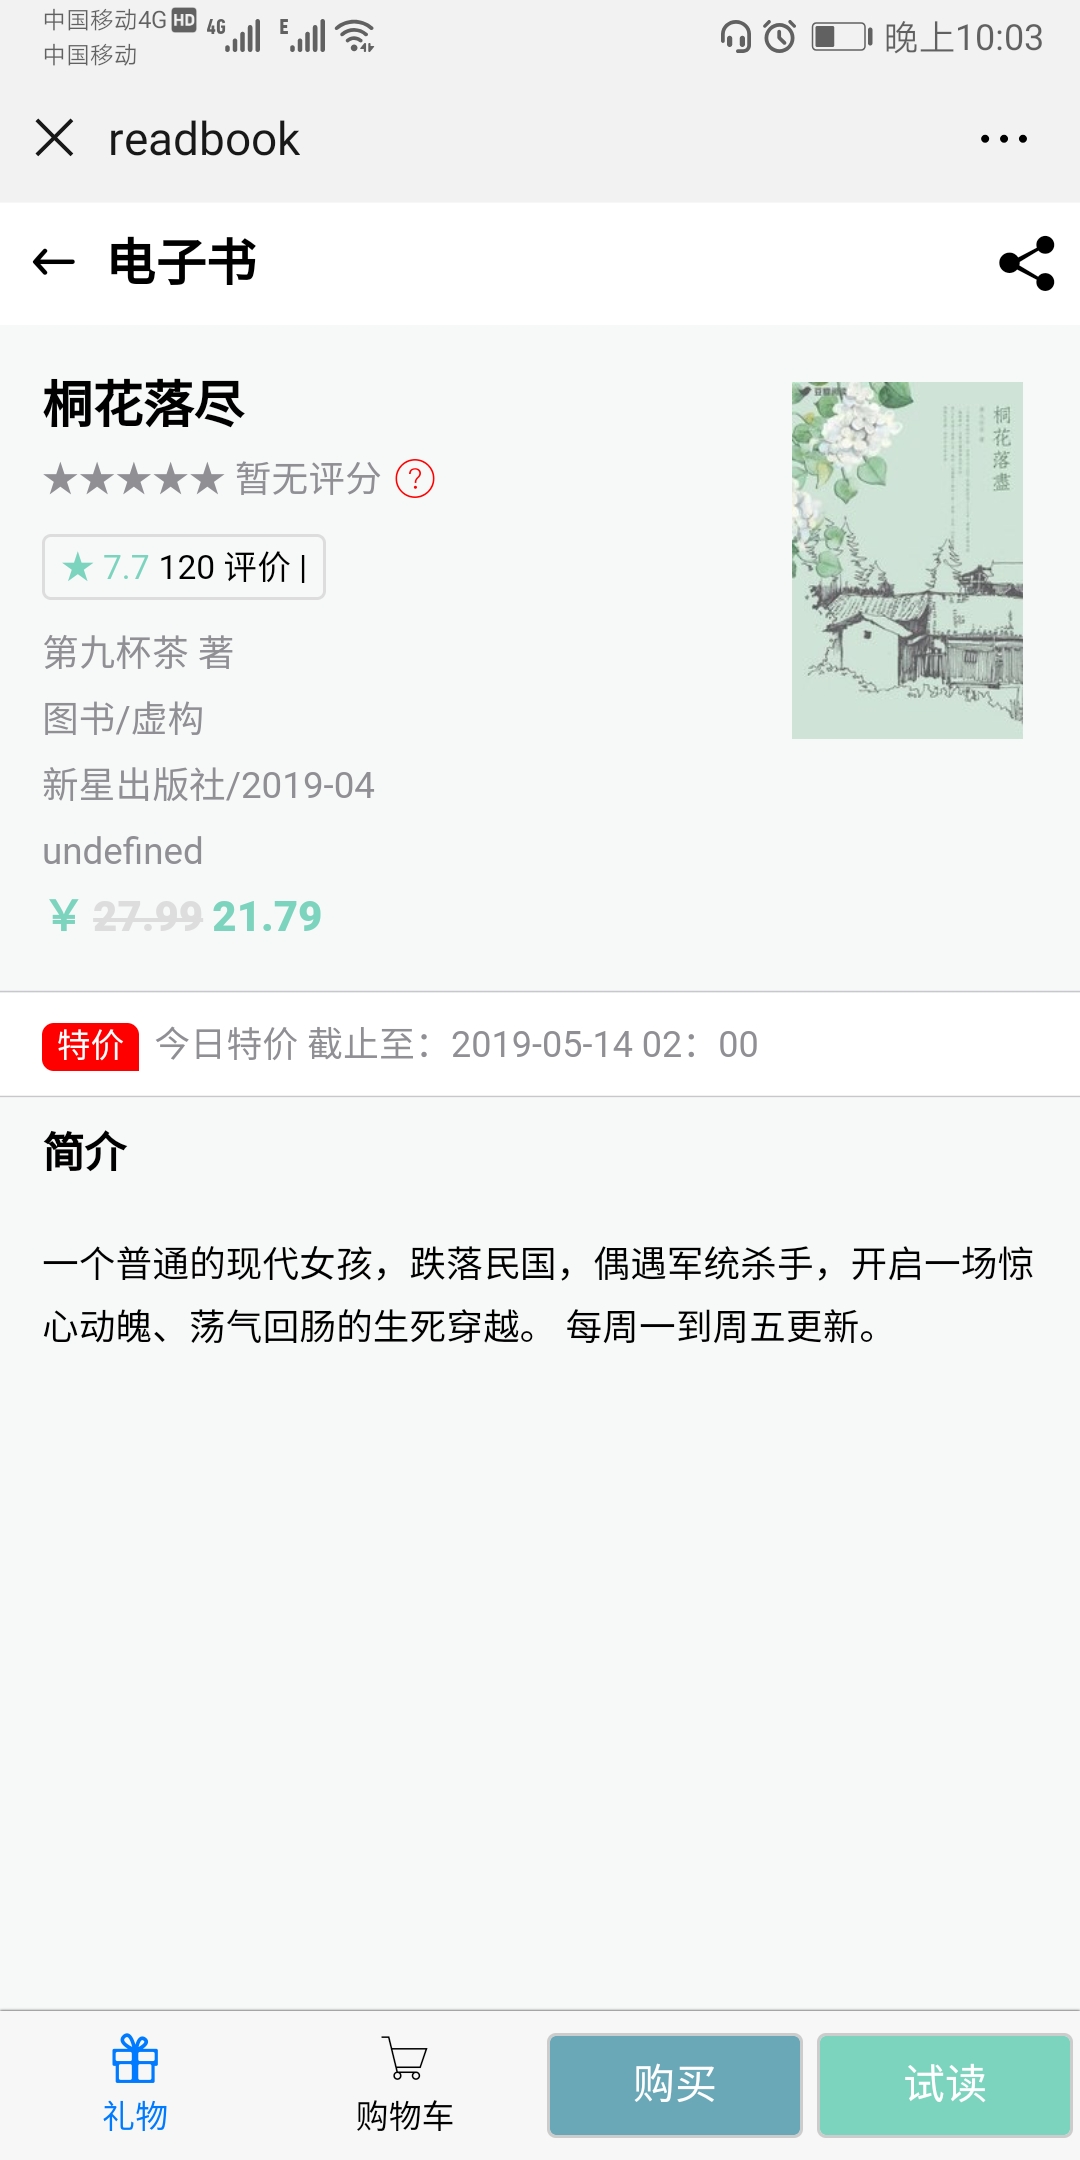 中国移动4G HD 4G E 晚上10:03
中国移动
readbook
电子书
桐花落尽
★★★★★ 暂无评分 ?
★ 7.7 120 评价 |
第九杯茶 著
图书/虚构
新星出版社/2019-04
undefined
¥ 27.99 21.79
豆瓣阅读
桐花落盡
特价 今日特价 截止至：2019-05-14 02：00
简介
一个普通的现代女孩，跌落民国，偶遇军统杀手，开启一场惊
心动魄、荡气回肠的生死穿越。 每周一到周五更新。
礼物
购物车
购买
试读